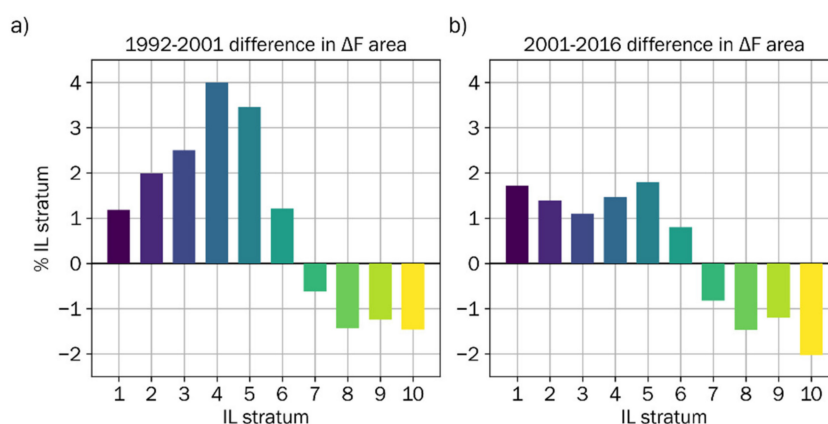 a)
1992-2001 difference in ΔF area
% IL stratum
4
3
2
1
0
−1
−2
1 2 3 4 5 6 7 8 9 10
IL stratum
b)
2001-2016 difference in ΔF area
4
3
2
1
0
−1
−2
1 2 3 4 5 6 7 8 9 10
IL stratum